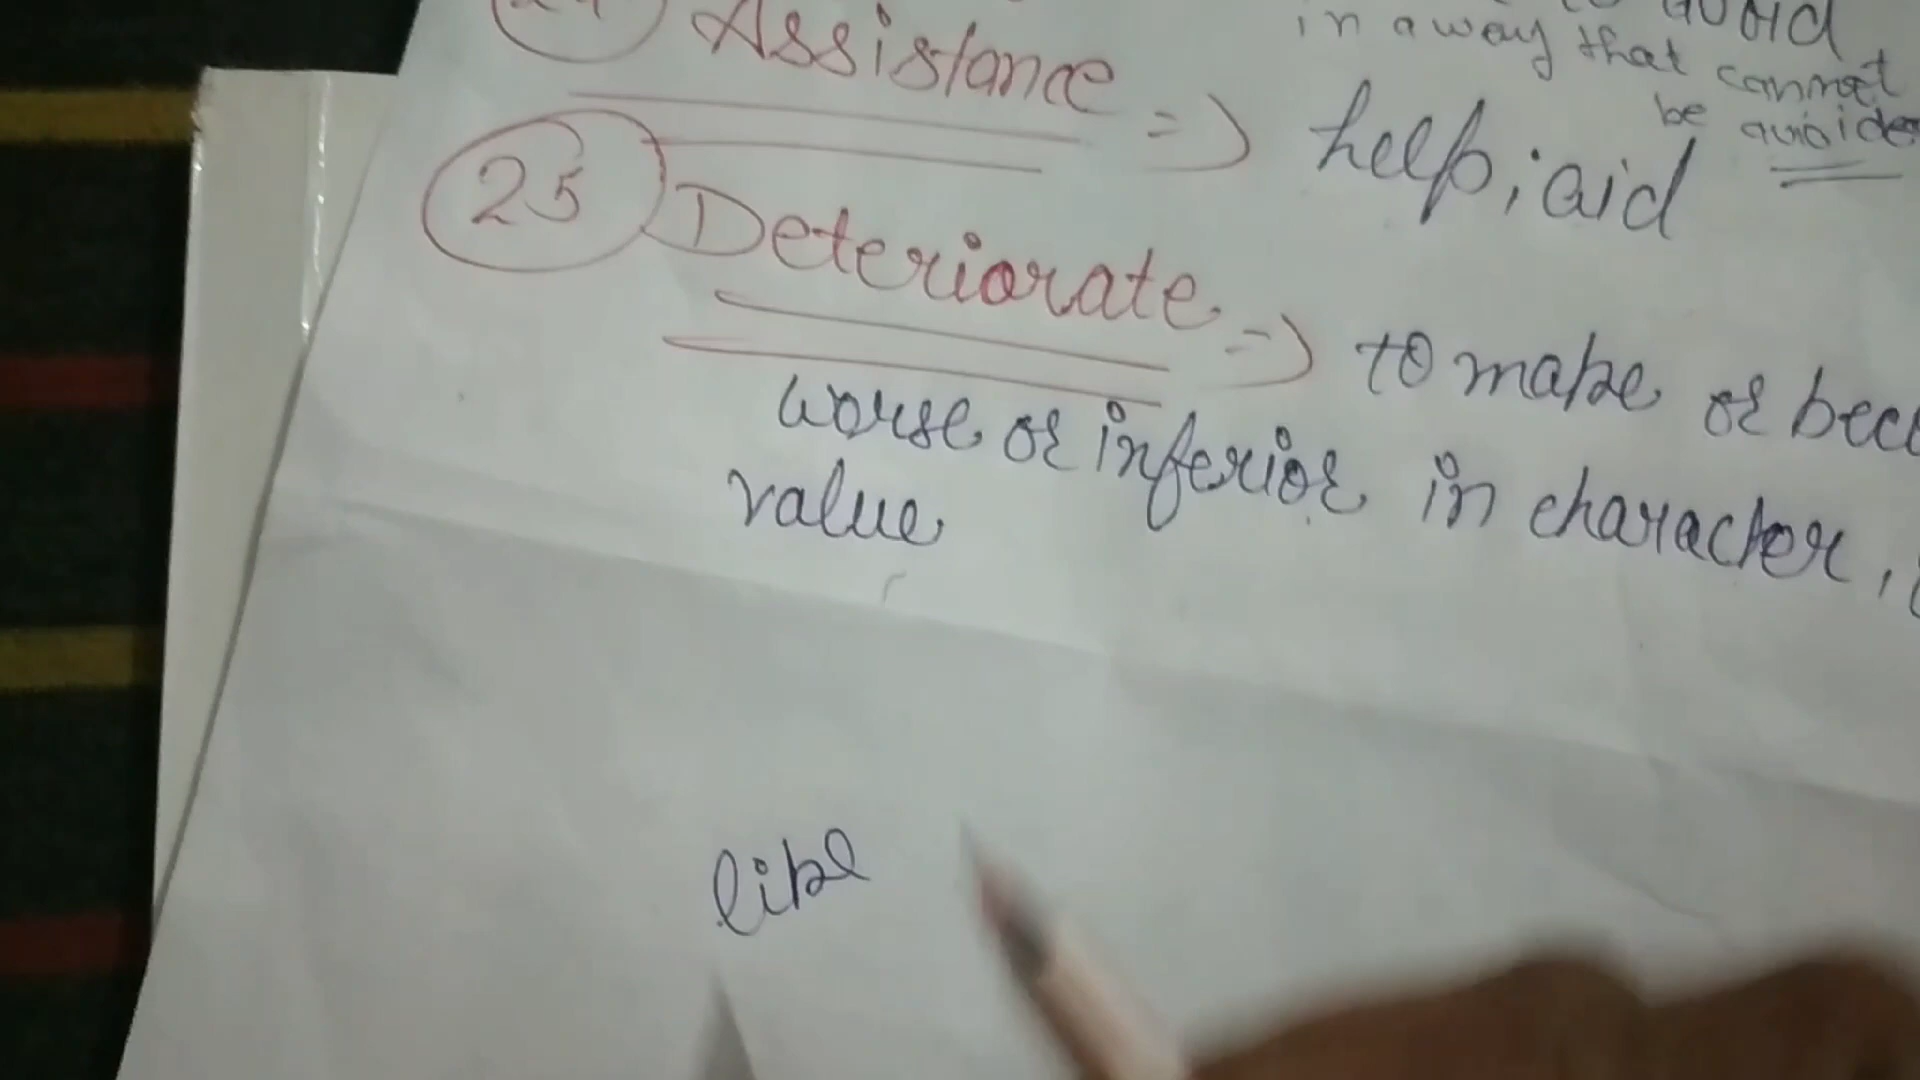 in a way that cannot
be avoided
24 Assistance => help, aid
25 Deteriorate => to make or
worse or inferior in character,
value
like